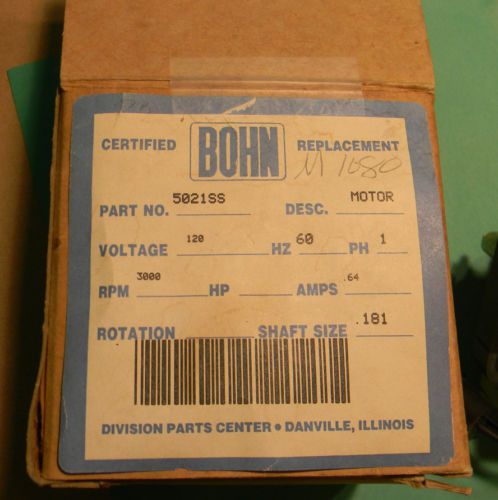 CERTIFIED BOHN REPLACEMENT
M 1080
PART NO. 5021SS DESC. MOTOR
VOLTAGE 120 HZ 60 PH 1
RPM 3000 HP AMPS .64
ROTATION SHAFT SIZE .181
DIVISION PARTS CENTER • DANVILLE, ILLINOIS